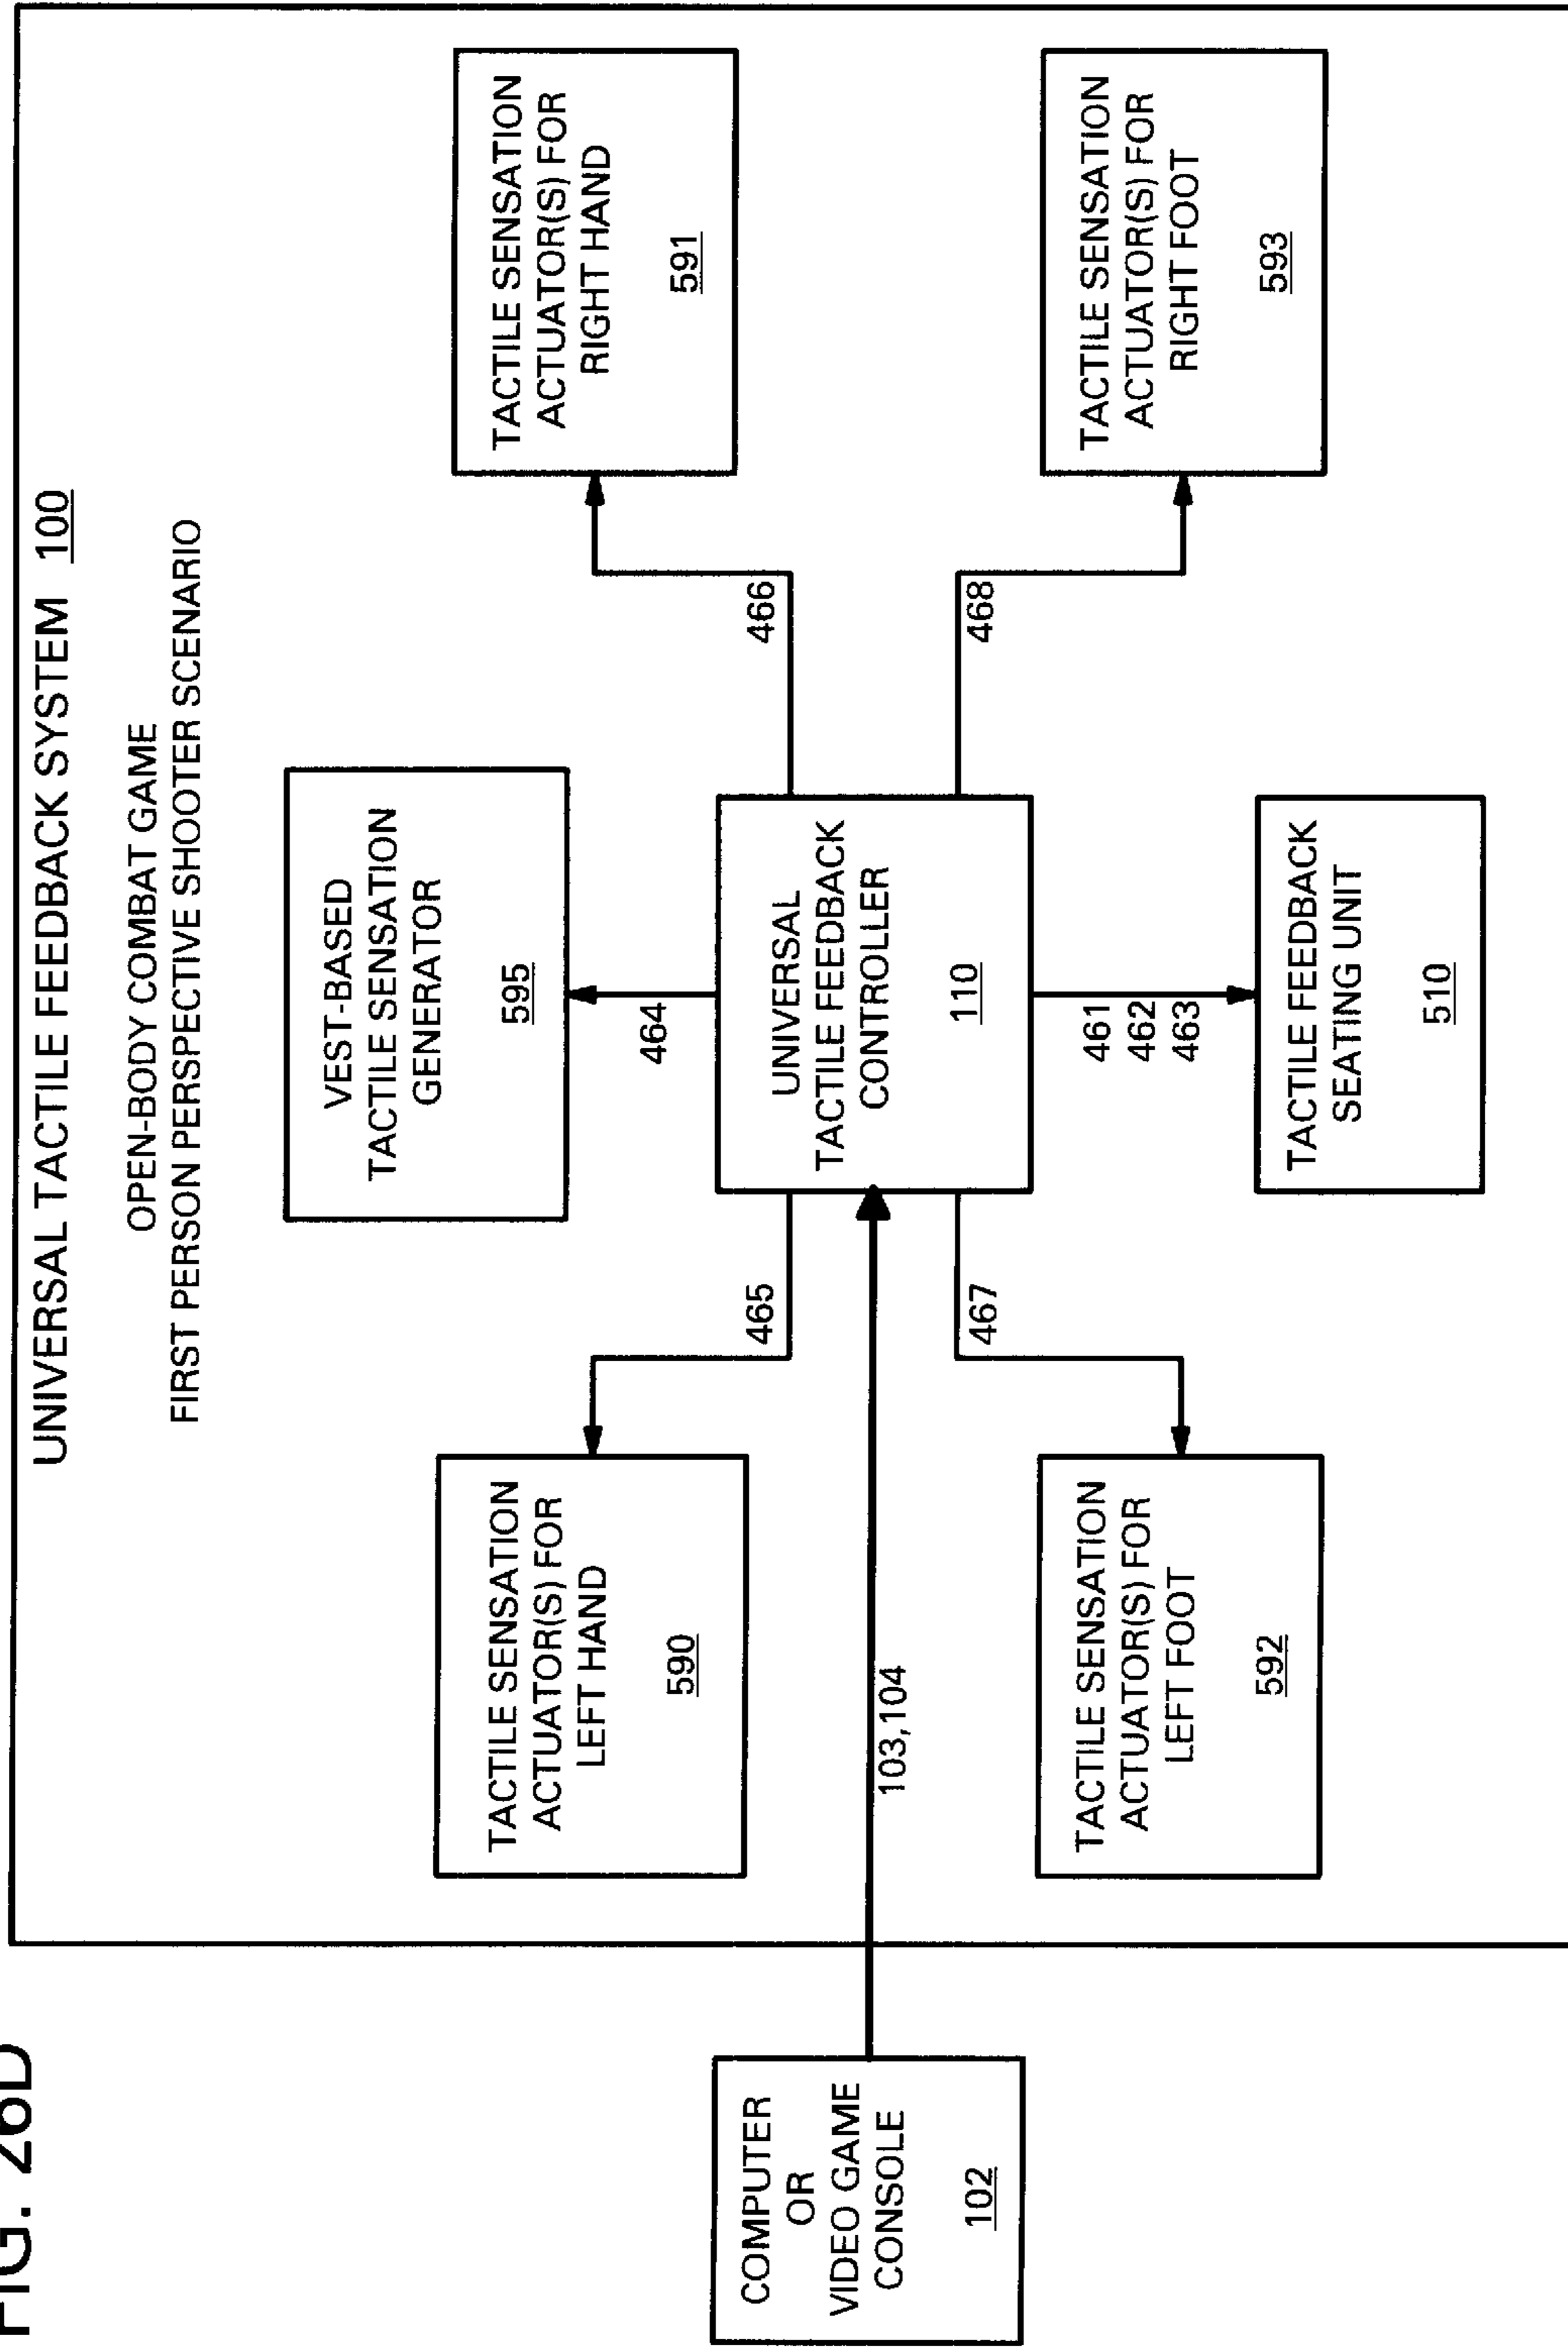 FIG. 26D
UNIVERSAL TACTILE FEEDBACK SYSTEM 100
OPEN-BODY COMBAT GAME
FIRST PERSON PERSPECTIVE SHOOTER SCENARIO
VEST-BASED
TACTILE SENSATION
GENERATOR
595
TACTILE SENSATION
ACTUATOR(S) FOR
LEFT HAND
590
TACTILE SENSATION
ACTUATOR(S) FOR
RIGHT HAND
591
464
465
466
COMPUTER
OR
VIDEO GAME
CONSOLE
102
103,104
UNIVERSAL
TACTILE FEEDBACK
CONTROLLER
110
467
468
461
462
463
TACTILE SENSATION
ACTUATOR(S) FOR
LEFT FOOT
592
TACTILE SENSATION
ACTUATOR(S) FOR
RIGHT FOOT
593
TACTILE FEEDBACK
SEATING UNIT
510